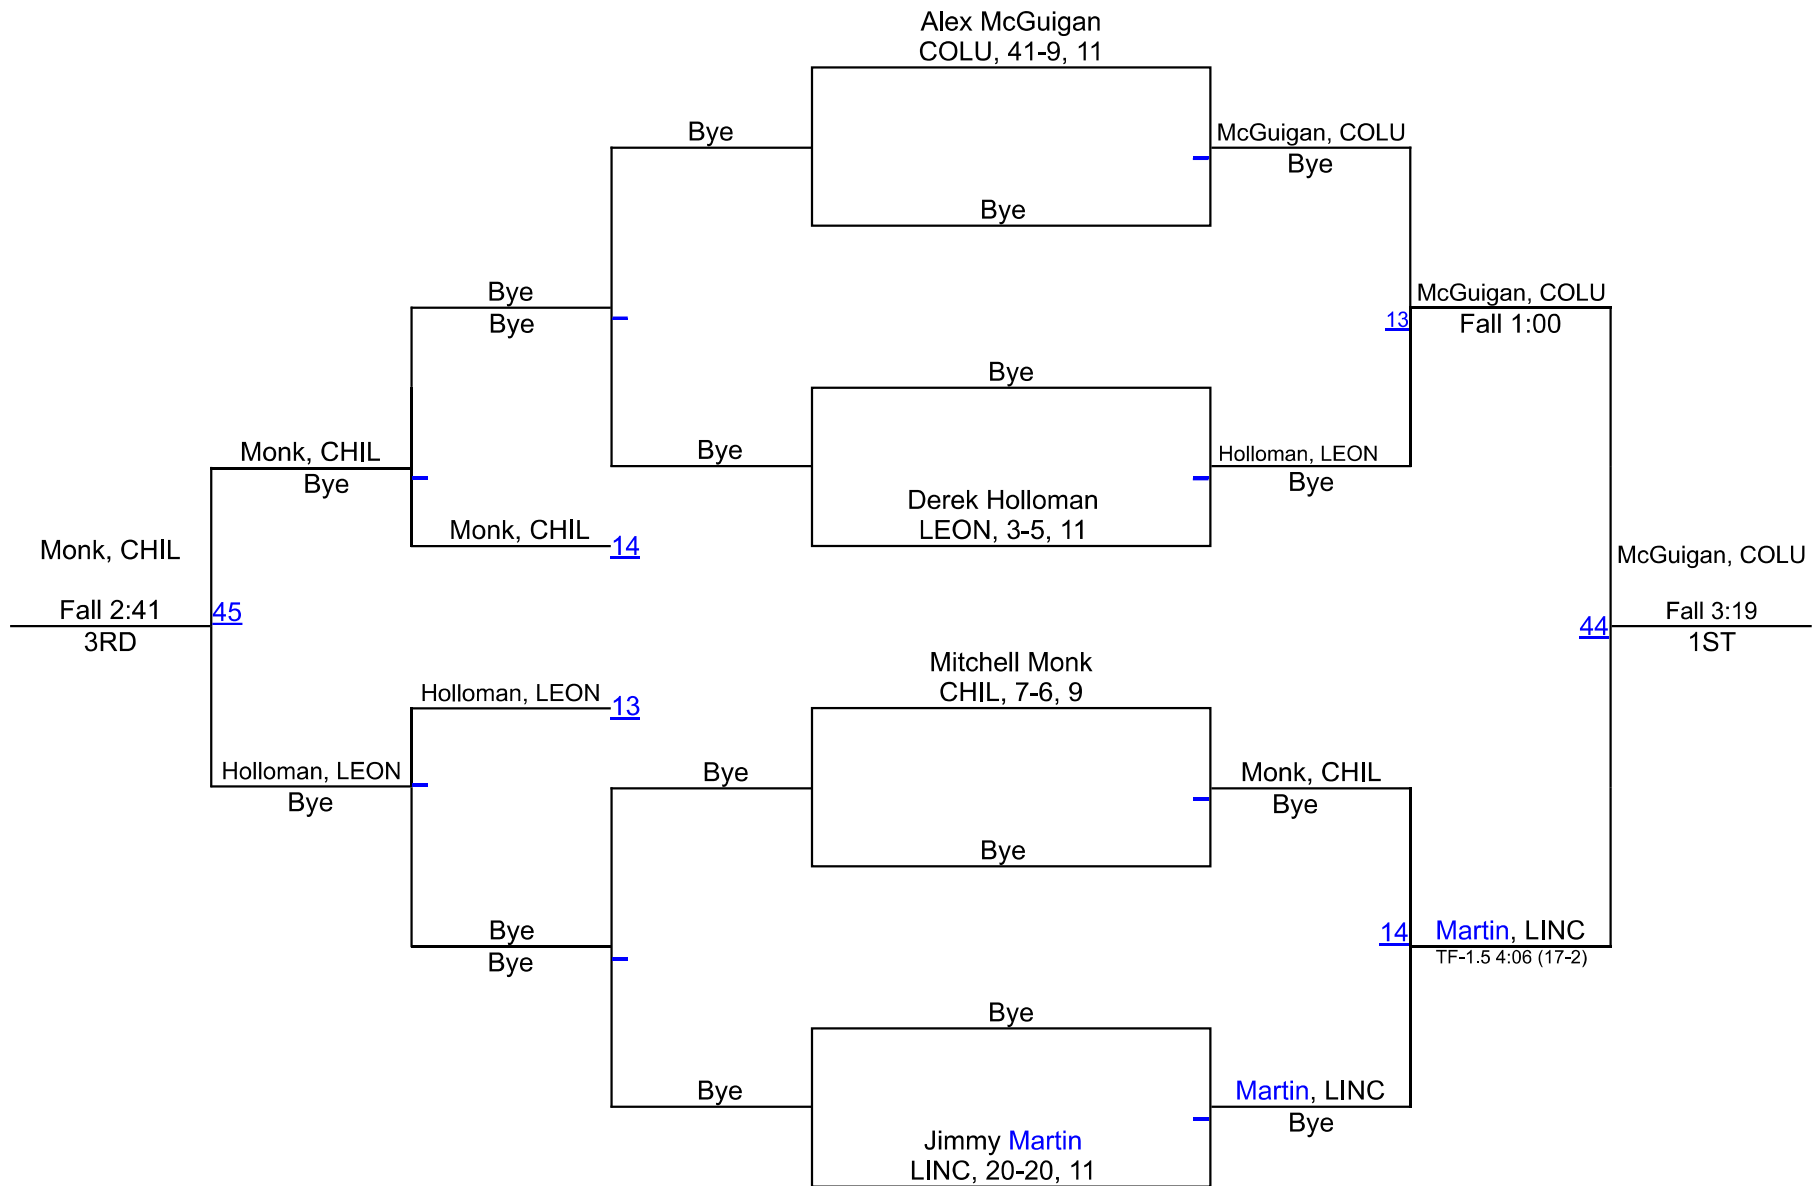 Alex McGuigan
COLU, 41-9, 11
Bye
McGuigan, COLU
Bye
Bye
Bye
Bye
McGuigan, COLU
13
Fall 1:00
Bye
Bye
Holloman, LEON
Bye
Monk, CHIL
Bye
Derek Holloman
LEON, 3-5, 11
Monk, CHIL
14
Monk, CHIL
McGuigan, COLU
Fall 2:41
45
3RD
44
Fall 3:19
1ST
Mitchell Monk
CHIL, 7-6, 9
Holloman, LEON
13
Holloman, LEON
Bye
Bye
Monk, CHIL
Bye
Bye
Bye
Bye
14
Martin, LINC
TF-1.5 4:06 (17-2)
Bye
Bye
Martin, LINC
Bye
Jimmy Martin
LINC, 20-20, 11